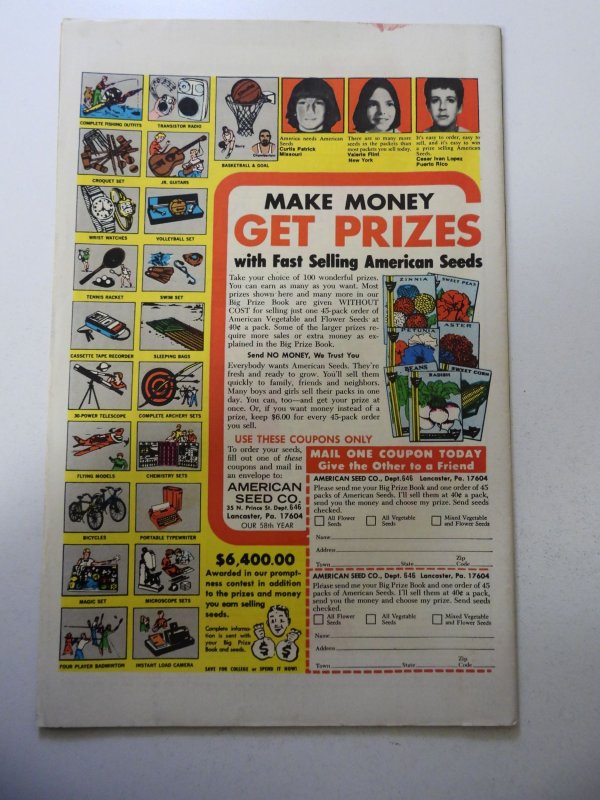 COMPLETE FISHING OUTFITS
TRANSISTOR RADIO
CROQUET SET
JR. GUITARS
WRIST WATCHES
VOLLEYBALL SET
TENNIS RACKET
SWIM SET
CASSETTE TAPE RECORDER
SLEEPING BAGS
30-POWER TELESCOPE
COMPLETE ARCHERY SETS
FLYING MODELS
CHEMISTRY SETS
BICYCLES
PORTABLE TYPEWRITER
MAGIC SET
MICROSCOPE SETS
FOUR PLAYER BADMINTON
INSTANT LOAD CAMERA
BASKETBALL & GOAL
America needs American
Seeds.
Curtis Patrick
Missouri
There are so many more
seeds in the packets than
most packets you sell today.
Valerie Flint
New York
It's easy to order, easy to
sell, and it's easy to win
a prize selling American
Seeds.
Cesar Ivan Lopez
Puerto Rico
MAKE MONEY
GET PRIZES
with Fast Selling American Seeds
Take your choice of 100 wonderful prizes.
You can earn as many as you want. Most
prizes shown here and many more in our
Big Prize Book are given WITHOUT
COST for selling just one 45-pack order of
American Vegetable and Flower Seeds at
40¢ a pack. Some of the larger prizes re-
quire more sales or extra money as ex-
plained in the Big Prize Book.
Send NO MONEY, We Trust You
Everybody wants American Seeds. They're
fresh and ready to grow. You'll sell them
quickly to family, friends and neighbors.
Many boys and girls sell their packs in one
day. You can, too—and get your prize at
once. Or, if you want money instead of a
prize, keep $6.00 for every 45-pack order
you sell.
ZINNIA
SWEET PEAS
PETUNIA
ASTER
BEANS
RADISH
SWEET CORN
USE THESE COUPONS ONLY
To order your seeds,
fill out one of these
coupons and mail in
an envelope to:
AMERICAN
SEED CO.
35 N. Prince St. Dept. 646
Lancaster, Pa. 17604
OUR 58th YEAR
$6,400.00
Awarded in our prompt-
ness contest in addition
to the prizes and money
you earn selling
seeds.
Complete informa-
tion is sent with
your Big Prize
Book and seeds.
SAVE FOR COLLEGE or SPEND IT NOW!
MAIL ONE COUPON TODAY
Give the Other to a Friend
AMERICAN SEED CO., Dept. 646 Lancaster, Pa. 17604
Please send me your Big Prize Book and one order of 45
packs of American Seeds. I'll sell them at 40¢ a pack,
send you the money and choose my prize. Send seeds
checked.
All Flower Seeds
All Vegetable Seeds
Mixed Vegetable and Flower Seeds
Name
Address
Town State Zip Code
AMERICAN SEED CO., Dept. 646 Lancaster, Pa. 17604
Please send me your Big Prize Book and one order of 45
packs of American Seeds. I'll sell them at 40¢ a pack,
send you the money and choose my prize. Send seeds
checked.
All Flower Seeds
All Vegetable Seeds
Mixed Vegetable and Flower Seeds
Name
Address
Town State Zip Code